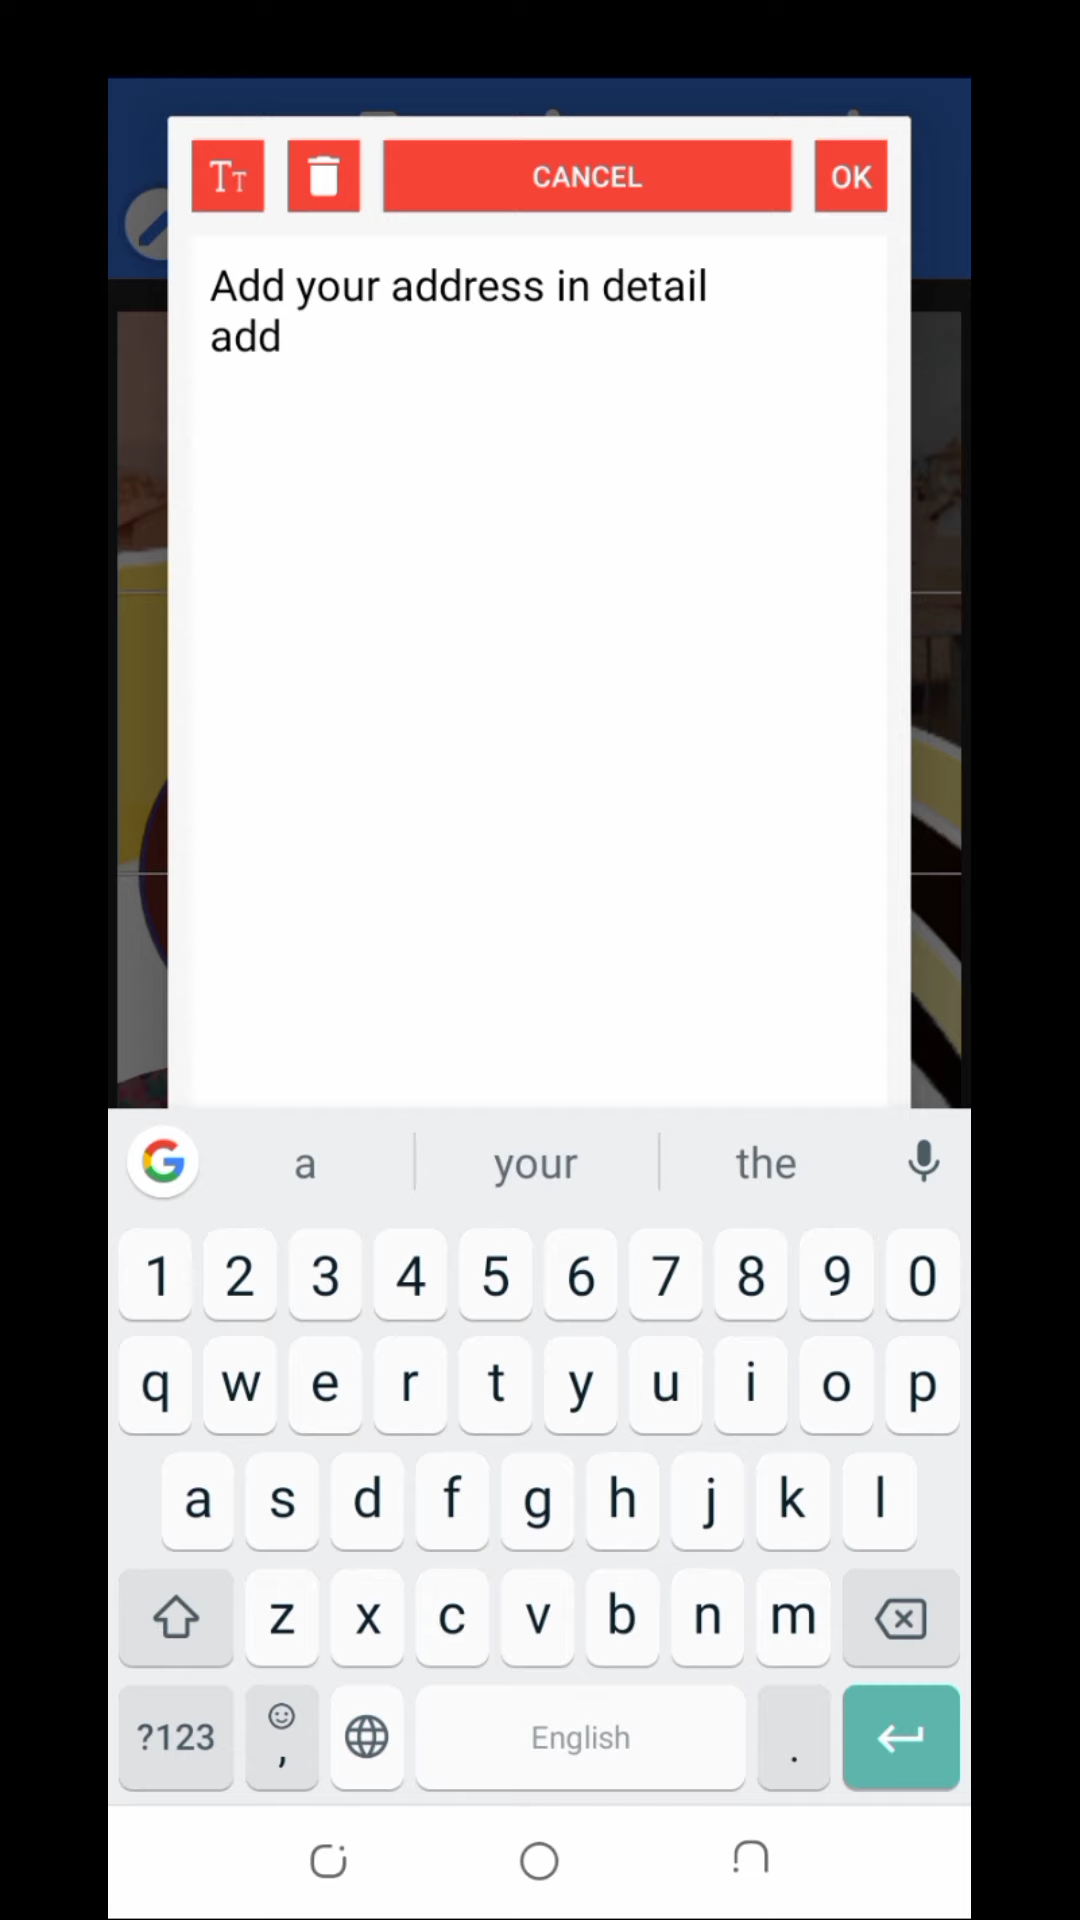 TT
CANCEL
OK
Add your address in detail
add
G
a
your
the
1 2 3 4 5 6 7 8 9 0
q w e r t y u i o p
a s d f g h j k l
z x c v b n m
?123
,
English
.